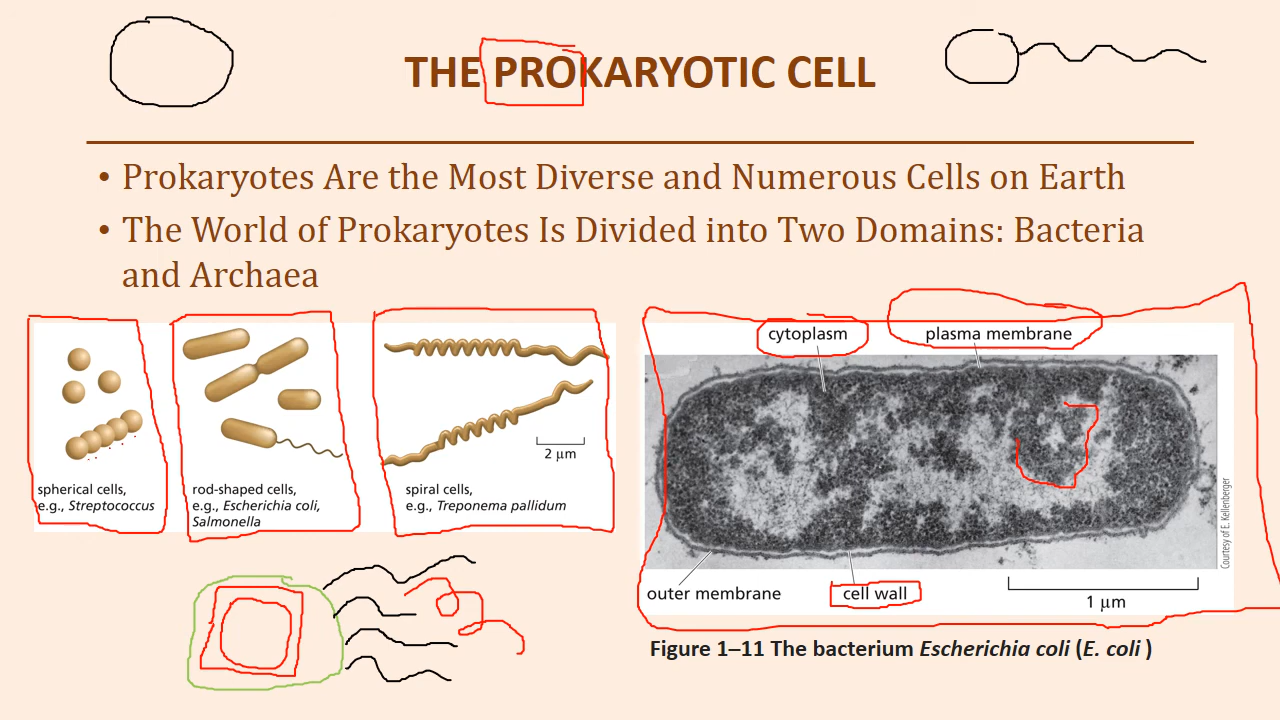 THE PROKARYOTIC CELL
• Prokaryotes Are the Most Diverse and Numerous Cells on Earth
• The World of Prokaryotes Is Divided into Two Domains: Bacteria
and Archaea
spherical cells,
e.g., Streptococcus
rod-shaped cells,
e.g., Escherichia coli,
Salmonella
2 µm
spiral cells,
e.g., Treponema pallidum
cytoplasm
plasma membrane
outer membrane
cell wall
1 µm
Courtesy of E. Kellenberger
Figure 1–11 The bacterium Escherichia coli (E. coli )